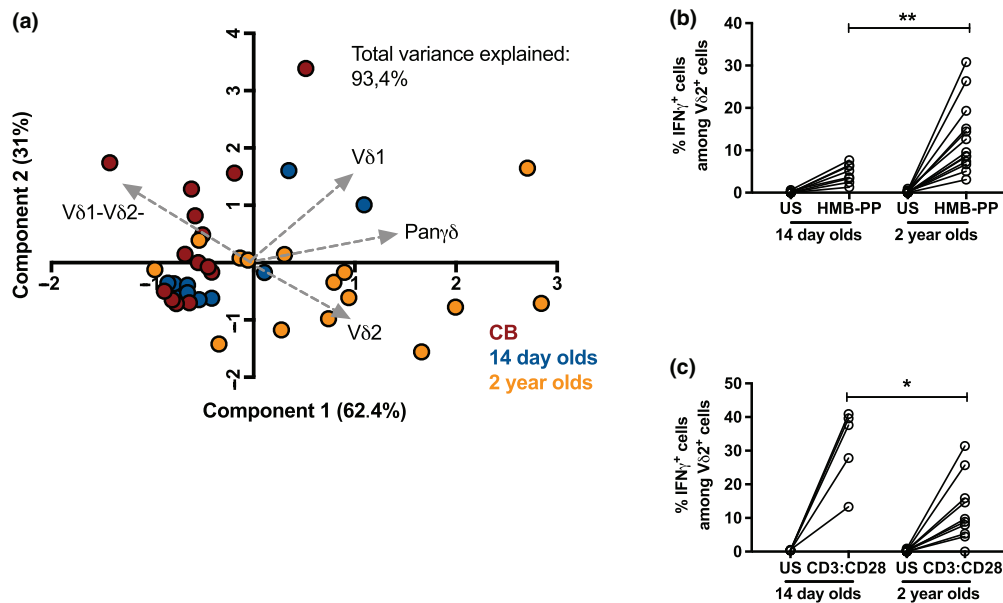 (a)
Total variance explained:
93,4%
4
3
2
1
−1
−2
−2
−1
1
2
3
Component 2 (31%)
Component 1 (62.4%)
Vδ1
Panγδ
Vδ2
Vδ1-Vδ2-
CB
14 day olds
2 year olds
(b)
% IFNγ+ cells
among Vδ2+ cells
40
30
20
10
0
**
US HMB-PP US HMB-PP
14 day olds 2 year olds
(c)
% IFNγ+ cells
among Vδ2+ cells
50
40
30
20
10
0
*
US CD3:CD28 US CD3:CD28
14 day olds 2 year olds